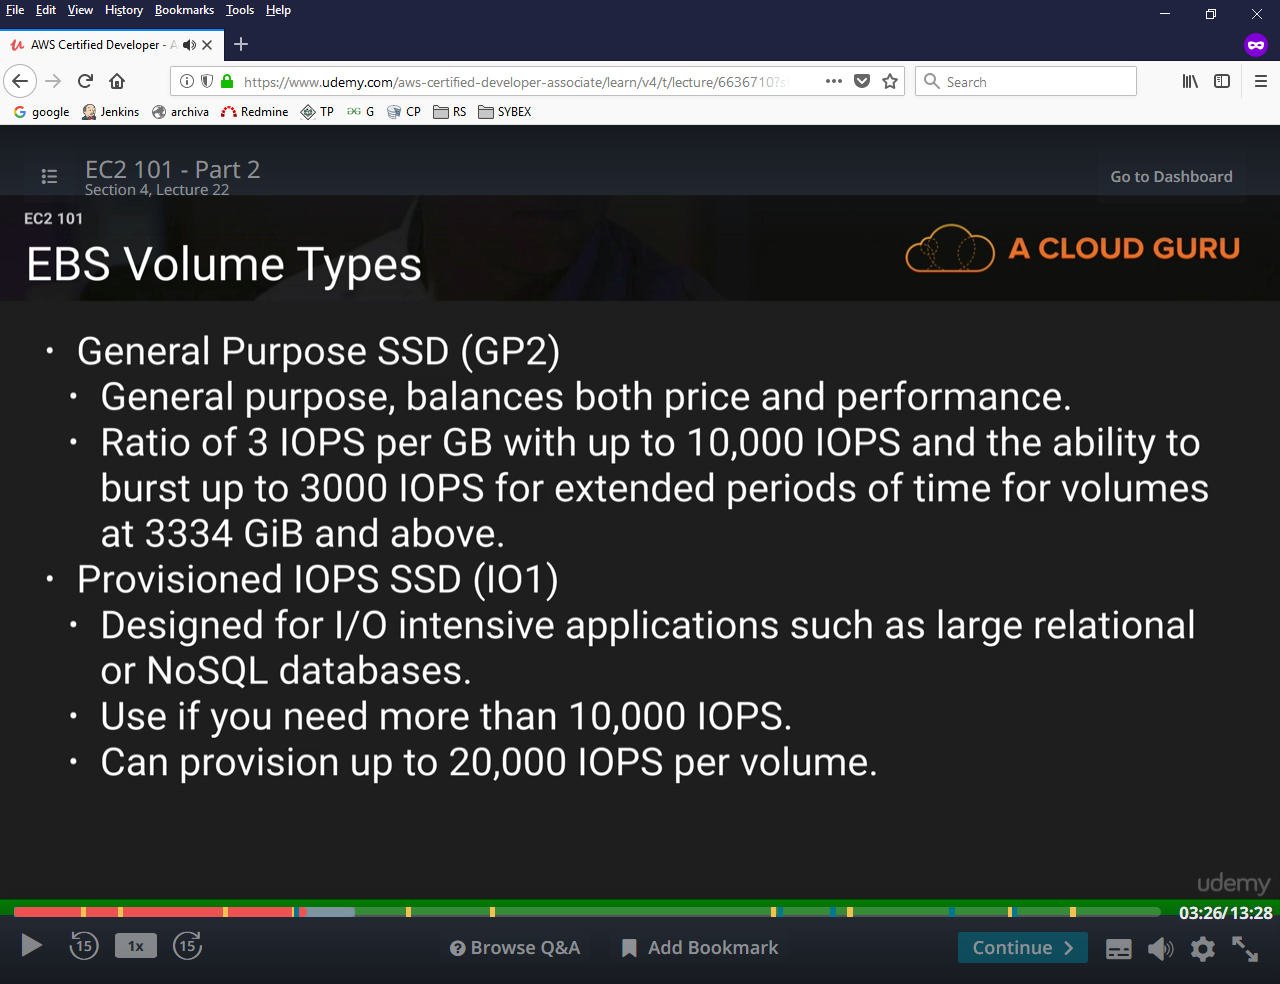 File Edit View History Bookmarks Tools Help
AWS Certified Developer - A
https://www.udemy.com/aws-certified-developer-associate/learn/v4/t/lecture/6636710?s
Search
google Jenkins archiva Redmine TP G CP RS SYBEX
EC2 101 - Part 2
Section 4, Lecture 22
Go to Dashboard
EC2 101
EBS Volume Types
A CLOUD GURU
• General Purpose SSD (GP2)
• General purpose, balances both price and performance.
• Ratio of 3 IOPS per GB with up to 10,000 IOPS and the ability to
burst up to 3000 IOPS for extended periods of time for volumes
at 3334 GiB and above.
• Provisioned IOPS SSD (IO1)
• Designed for I/O intensive applications such as large relational
or NoSQL databases.
• Use if you need more than 10,000 IOPS.
• Can provision up to 20,000 IOPS per volume.
udemy
03:26/13:28
15 1x 15 Browse Q&A Add Bookmark Continue